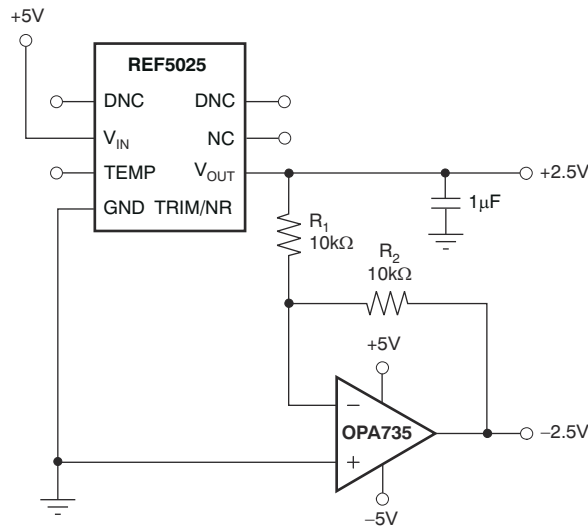 +5V
REF5025
DNC
DNC
V_IN
NC
TEMP
V_OUT
+2.5V
GND
TRIM/NR
1μF
R_1
10kΩ
R_2
10kΩ
+5V
−
OPA735
−2.5V
+
−5V